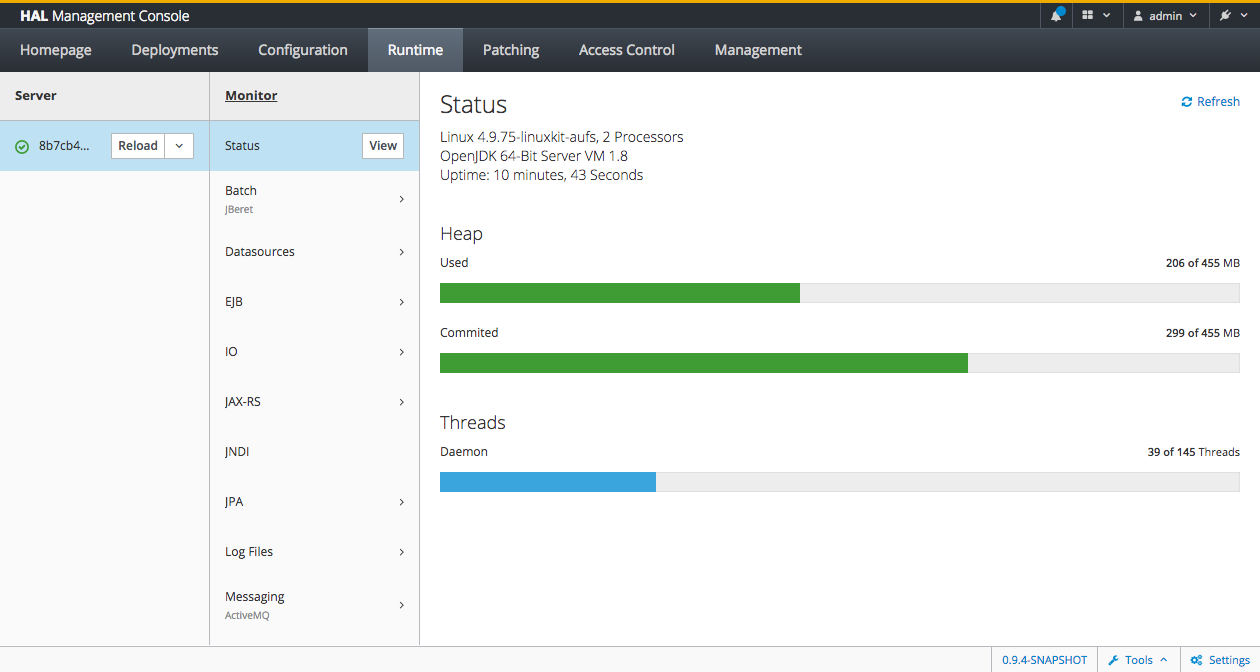 HAL Management Console
admin
Homepage Deployments Configuration Runtime Patching Access Control Management
Server
8b7cb4... Reload
Monitor
Status View
Batch
JBeret
Datasources
EJB
IO
JAX-RS
JNDI
JPA
Log Files
Messaging
ActiveMQ
Status
Refresh
Linux 4.9.75-linuxkit-aufs, 2 Processors
OpenJDK 64-Bit Server VM 1.8
Uptime: 10 minutes, 43 Seconds
Heap
Used 206 of 455 MB
Commited 299 of 455 MB
Threads
Daemon 39 of 145 Threads
0.9.4-SNAPSHOT Tools Settings